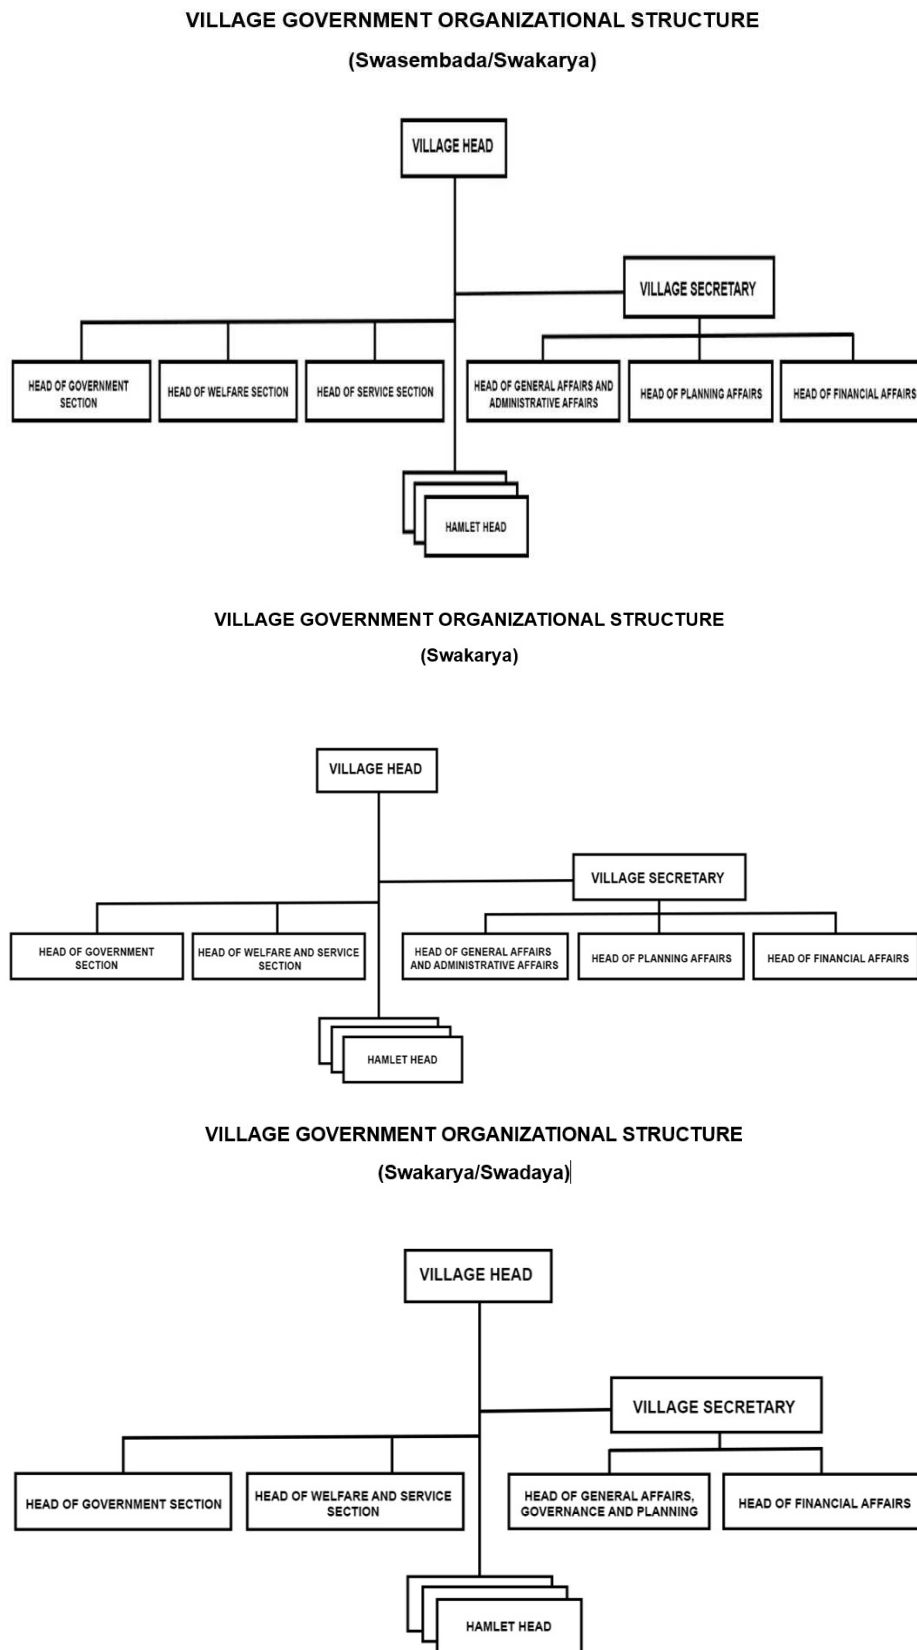 VILLAGE GOVERNMENT ORGANIZATIONAL STRUCTURE
(Swasembada/Swakarya)
VILLAGE HEAD
VILLAGE SECRETARY
HEAD OF GOVERNMENT
SECTION
HEAD OF WELFARE SECTION
HEAD OF SERVICE SECTION
HEAD OF GENERAL AFFAIRS AND
ADMINISTRATIVE AFFAIRS
HEAD OF PLANNING AFFAIRS
HEAD OF FINANCIAL AFFAIRS
HAMLET HEAD
VILLAGE GOVERNMENT ORGANIZATIONAL STRUCTURE
(Swakarya)
VILLAGE HEAD
VILLAGE SECRETARY
HEAD OF GOVERNMENT
SECTION
HEAD OF WELFARE AND SERVICE
SECTION
HEAD OF GENERAL AFFAIRS
AND ADMINISTRATIVE AFFAIRS
HEAD OF PLANNING AFFAIRS
HEAD OF FINANCIAL AFFAIRS
HAMLET HEAD
VILLAGE GOVERNMENT ORGANIZATIONAL STRUCTURE
(Swakarya/Swadaya)
VILLAGE HEAD
VILLAGE SECRETARY
HEAD OF GOVERNMENT SECTION
HEAD OF WELFARE AND SERVICE
SECTION
HEAD OF GENERAL AFFAIRS,
GOVERNANCE AND PLANNING
HEAD OF FINANCIAL AFFAIRS
HAMLET HEAD